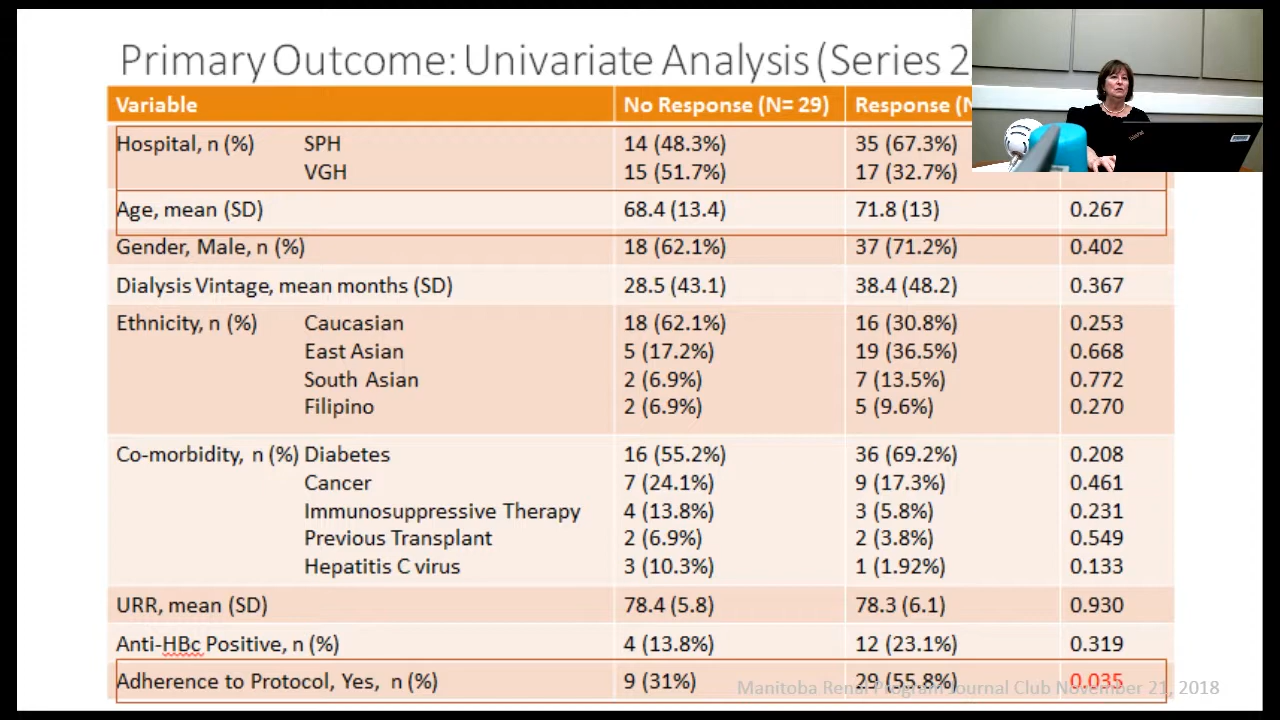 Primary Outcome: Univariate Analysis (Series 2
Variable No Response (N= 29) Response (N
Hospital, n (%) SPH 14 (48.3%) 35 (67.3%)
VGH 15 (51.7%) 17 (32.7%)
Age, mean (SD) 68.4 (13.4) 71.8 (13) 0.267
Gender, Male, n (%) 18 (62.1%) 37 (71.2%) 0.402
Dialysis Vintage, mean months (SD) 28.5 (43.1) 38.4 (48.2) 0.367
Ethnicity, n (%) Caucasian 18 (62.1%) 16 (30.8%) 0.253
East Asian 5 (17.2%) 19 (36.5%) 0.668
South Asian 2 (6.9%) 7 (13.5%) 0.772
Filipino 2 (6.9%) 5 (9.6%) 0.270
Co-morbidity, n (%) Diabetes 16 (55.2%) 36 (69.2%) 0.208
Cancer 7 (24.1%) 9 (17.3%) 0.461
Immunosuppressive Therapy 4 (13.8%) 3 (5.8%) 0.231
Previous Transplant 2 (6.9%) 2 (3.8%) 0.549
Hepatitis C virus 3 (10.3%) 1 (1.92%) 0.133
URR, mean (SD) 78.4 (5.8) 78.3 (6.1) 0.930
Anti-HBc Positive, n (%) 4 (13.8%) 12 (23.1%) 0.319
Adherence to Protocol, Yes, n (%) 9 (31%) 29 (55.8%) 0.035
Manitoba Renal Program Journal Club November 21, 2018